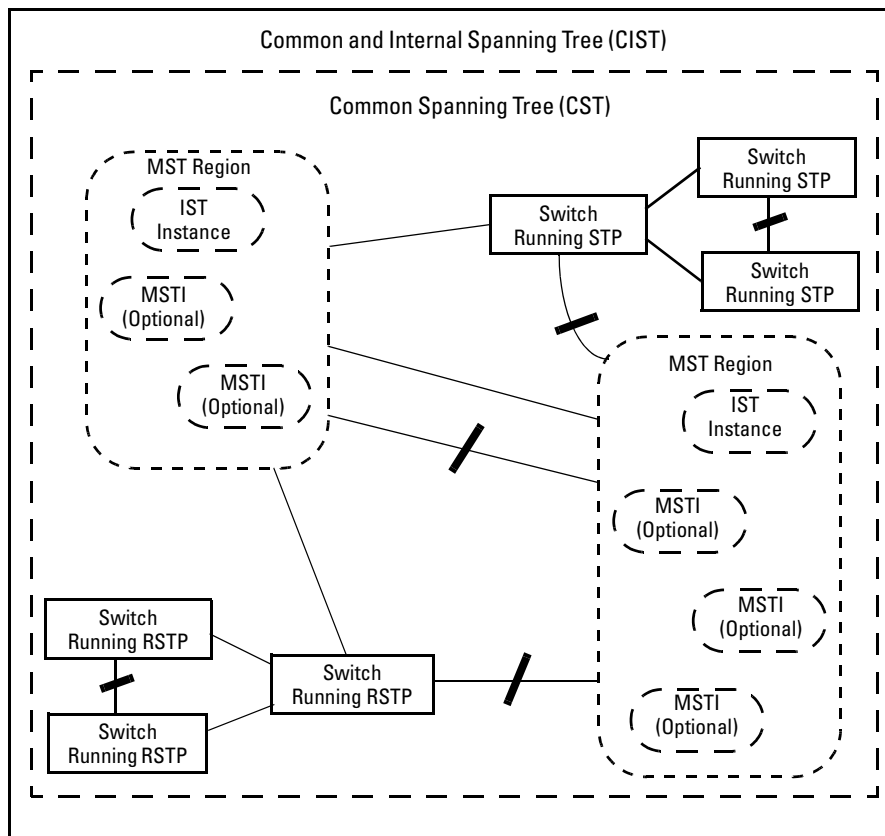 Common and Internal Spanning Tree (CIST)
Common Spanning Tree (CST)
MST Region
IST
Instance
MSTI
(Optional)
MSTI
(Optional)
Switch
Running STP
Switch
Running STP
Switch
Running STP
MST Region
IST
Instance
MSTI
(Optional)
MSTI
(Optional)
MSTI
(Optional)
Switch
Running RSTP
Switch
Running RSTP
Switch
Running RSTP